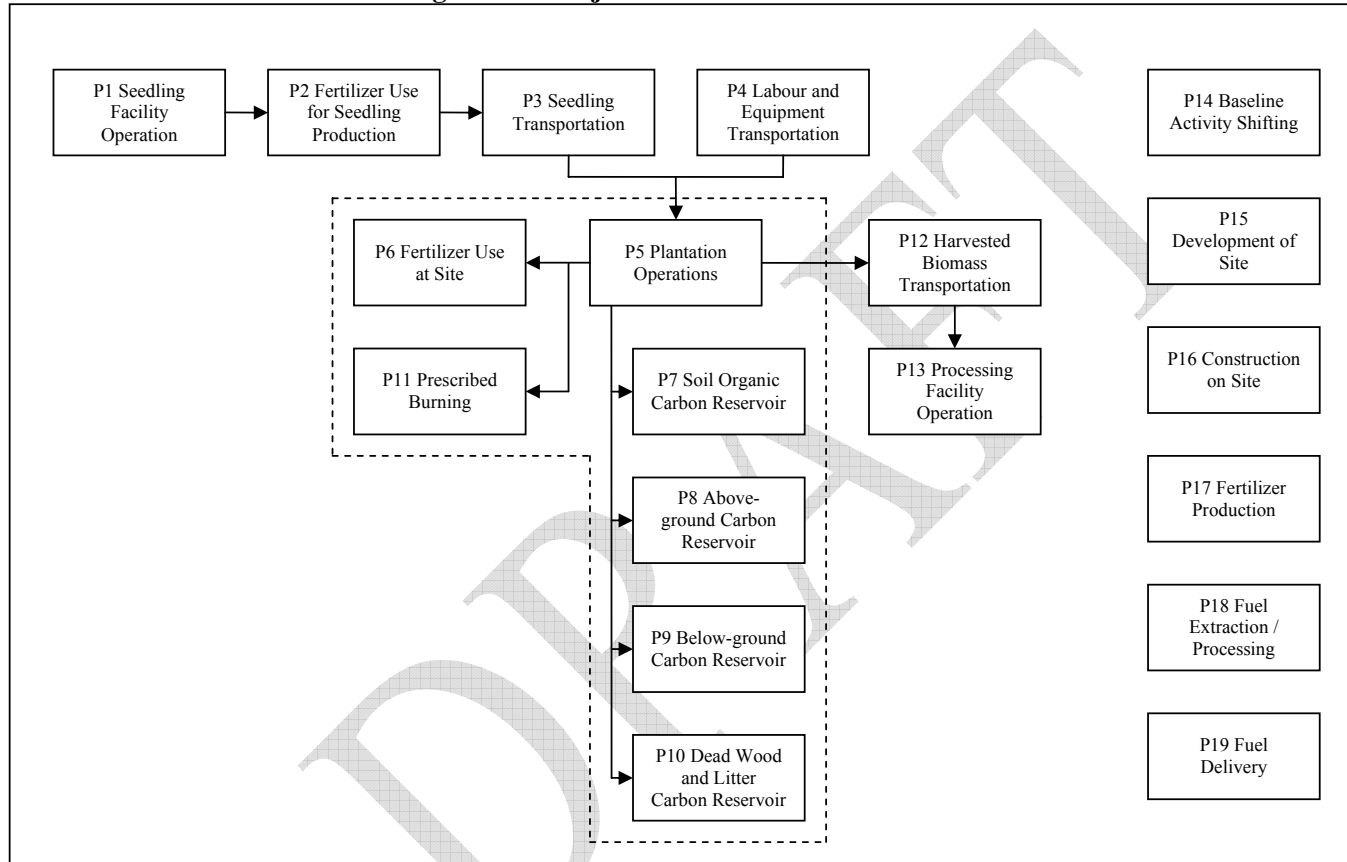 P1 Seedling
Facility
Operation
P2 Fertilizer Use
for Seedling
Production
P3 Seedling
Transportation
P4 Labour and
Equipment
Transportation
P14 Baseline
Activity Shifting
P6 Fertilizer Use
at Site
P5 Plantation
Operations
P12 Harvested
Biomass
Transportation
P15
Development of
Site
P11 Prescribed
Burning
P7 Soil Organic
Carbon Reservoir
P13 Processing
Facility
Operation
P16 Construction
on Site
P8 Above-
ground Carbon
Reservoir
P17 Fertilizer
Production
P9 Below-ground
Carbon Reservoir
P18 Fuel
Extraction /
Processing
P10 Dead Wood
and Litter
Carbon Reservoir
P19 Fuel
Delivery
DRAFT